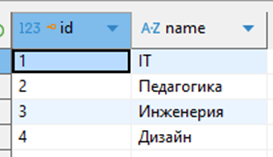 123 id A-Z name
1 IT
2 Педагогика
3 Инженерия
4 Дизайн